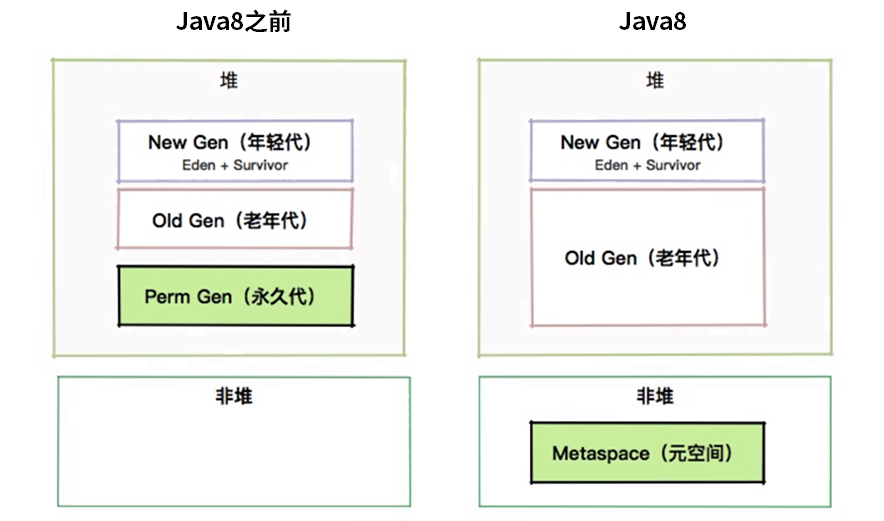 Java8之前
堆
New Gen（年轻代）
Eden + Survivor
Old Gen（老年代）
Perm Gen（永久代）
非堆
Java8
堆
New Gen（年轻代）
Eden + Survivor
Old Gen（老年代）
非堆
Metaspace（元空间）